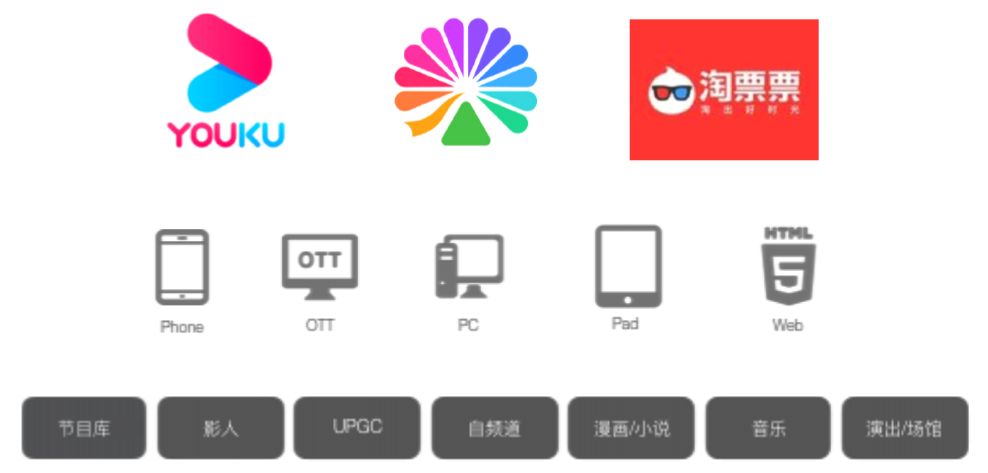 YOUKU
淘票票
淘出好时光
HTML
5
OTT
Phone
OTT
PC
Pad
Web
节目库
影人
UPGC
自频道
漫画/小说
音乐
演出/场馆